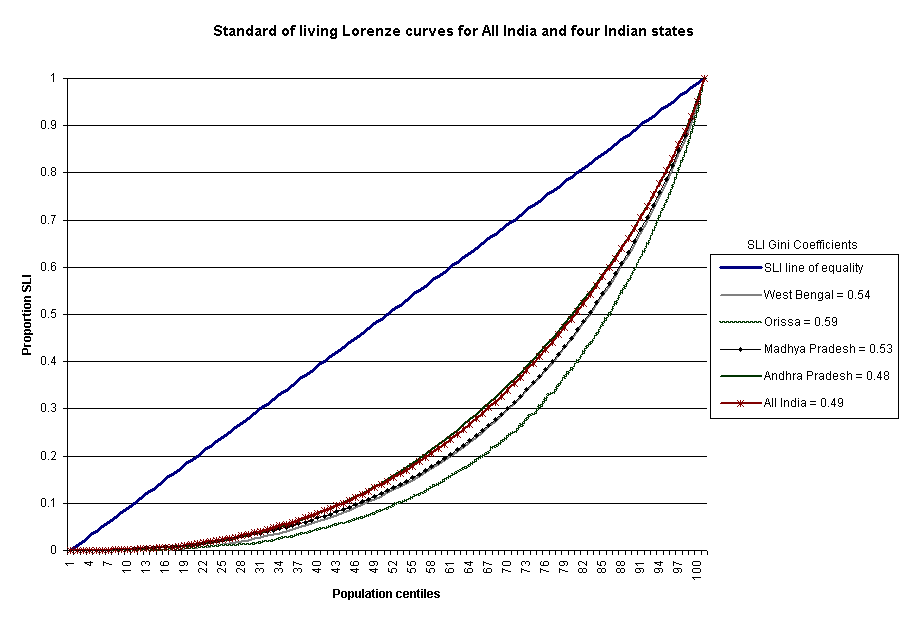 Standard of living Lorenze curves for All India and four Indian states
1
0.9
0.8
0.7
0.6
0.5
0.4
0.3
0.2
0.1
0
Proportion SLI
1 4 7 10 13 16 19 22 25 28 31 34 37 40 43 46 49 52 55 58 61 64 67 70 73 76 79 82 85 88 91 94 97 100
Population centiles
SLI Gini Coefficients
SLI line of equality
West Bengal = 0.54
Orissa = 0.59
Madhya Pradesh = 0.53
Andhra Pradesh = 0.48
All India = 0.49